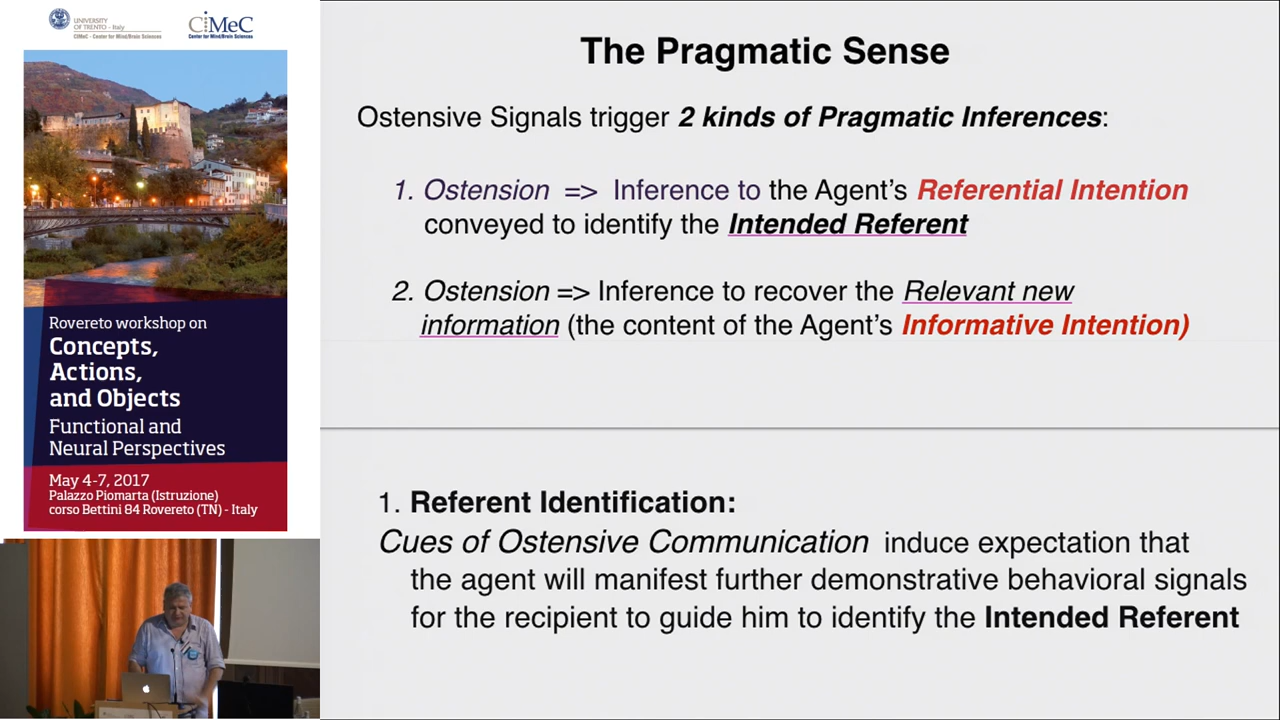 UNIVERSITY
OF TRENTO - Italy
CIMeC - Center for Mind/Brain Sciences
CiMeC
Center for Mind/Brain Sciences
Rovereto workshop on
Concepts,
Actions,
and Objects
Functional and
Neural Perspectives
May 4-7, 2017
Palazzo Piomarta (Istruzione)
corso Bettini 84 Rovereto (TN) - Italy
The Pragmatic Sense
Ostensive Signals trigger 2 kinds of Pragmatic Inferences:
1. Ostension => Inference to the Agent's Referential Intention
conveyed to identify the Intended Referent
2. Ostension => Inference to recover the Relevant new
information (the content of the Agent's Informative Intention)
1. Referent Identification:
Cues of Ostensive Communication induce expectation that
the agent will manifest further demonstrative behavioral signals
for the recipient to guide him to identify the Intended Referent